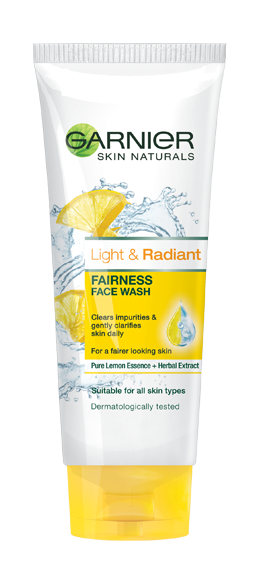 GARNIER
SKIN NATURALS
Light & Radiant
FAIRNESS
FACE WASH
Clears impurities &
gently clarifies
skin daily
For a fairer looking skin
Pure Lemon Essence + Herbal Extract
Suitable for all skin types
Dermatologically tested